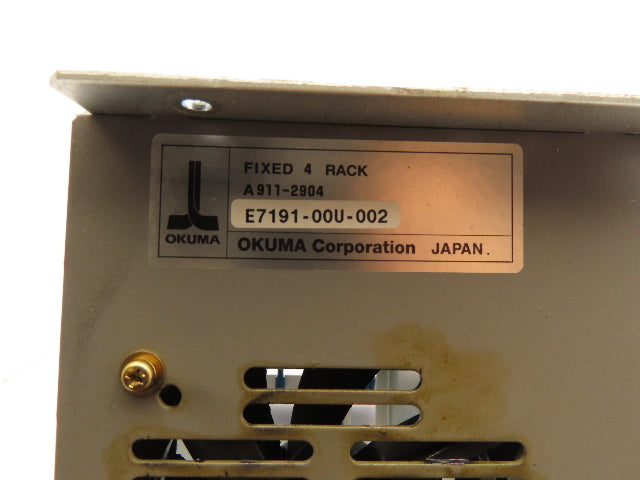 FIXED 4 RACK
A911-2904
E7191-00U-002
OKUMA
OKUMA Corporation JAPAN.